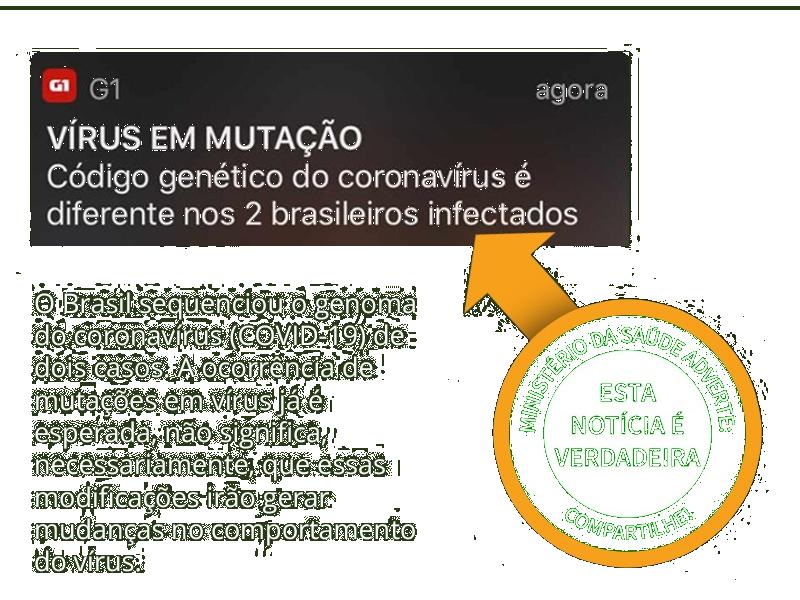 G1 G1 agora
VÍRUS EM MUTAÇÃO
Código genético do coronavírus é
diferente nos 2 brasileiros infectados
O Brasil sequenciou o genoma
do coronavírus (COVID-19) de
dois casos. A ocorrência de
mutações em vírus já é
esperada, não significa,
necessariamente, que essas
modificações irão gerar
mudanças no comportamento
do vírus.
MINISTÉRIO DA SAÚDE ADVERTE:
ESTA
NOTÍCIA É
VERDADEIRA
COMPARTILHE!